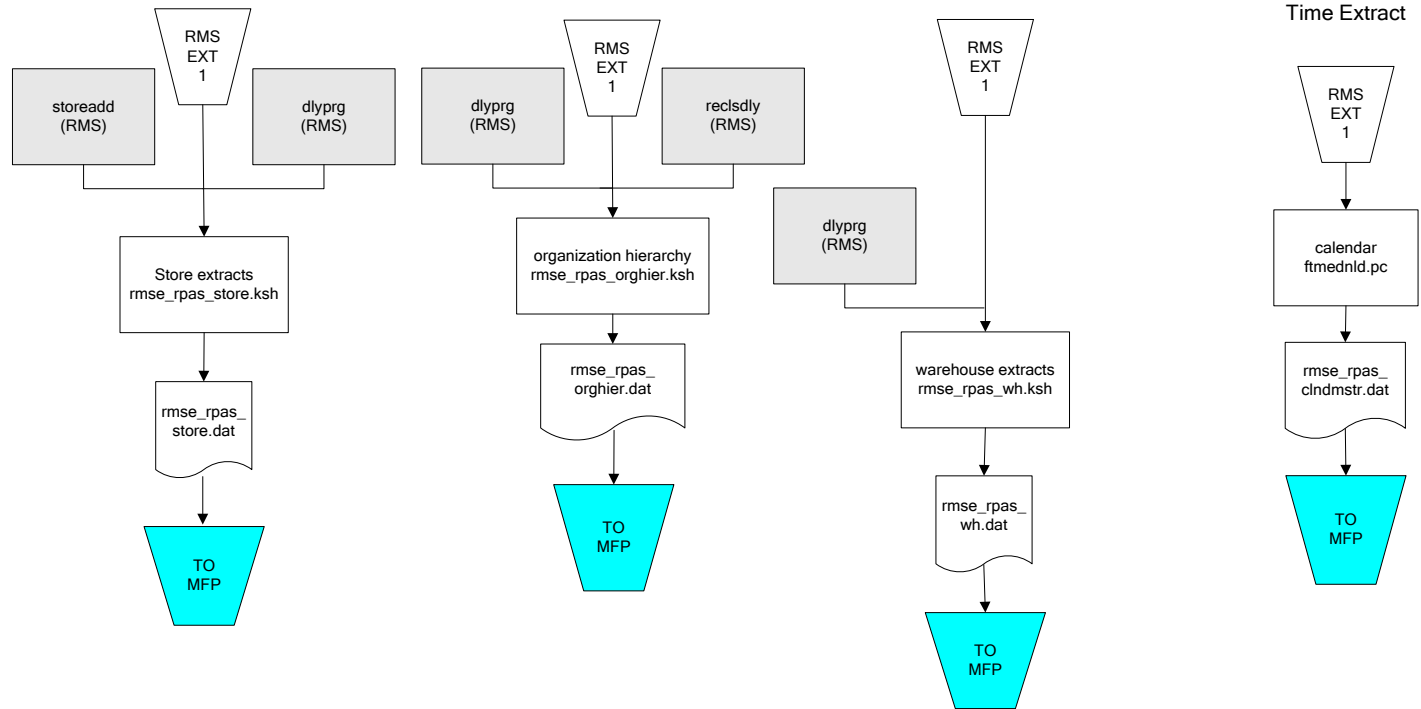 Time Extract
RMS
EXT
1
storeadd
(RMS)
dlyprg
(RMS)
Store extracts
rmse_rpas_store.ksh
rmse_rpas_
store.dat
TO
MFP
RMS
EXT
1
dlyprg
(RMS)
reclsdly
(RMS)
organization hierarchy
rmse_rpas_orghier.ksh
rmse_rpas_
orghier.dat
TO
MFP
RMS
EXT
1
dlyprg
(RMS)
warehouse extracts
rmse_rpas_wh.ksh
rmse_rpas_
wh.dat
TO
MFP
RMS
EXT
1
calendar
ftmednld.pc
rmse_rpas_
clndmstr.dat
TO
MFP